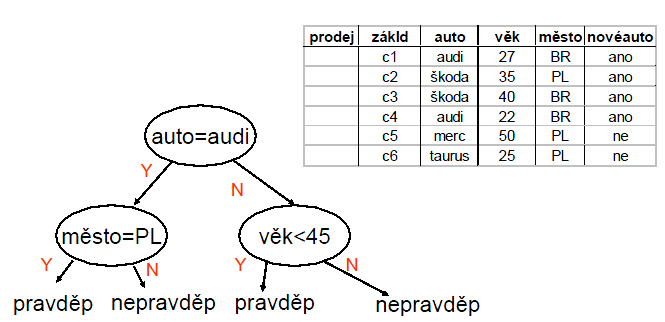 prodej zákId auto věk město novéauto
c1 audi 27 BR ano
c2 škoda 35 PL ano
c3 škoda 40 BR ano
c4 audi 22 BR ano
c5 merc 50 PL ne
c6 taurus 25 PL ne
auto=audi
Y N
město=PL věk<45
Y N Y N
pravděp nepravděp pravděp nepravděp